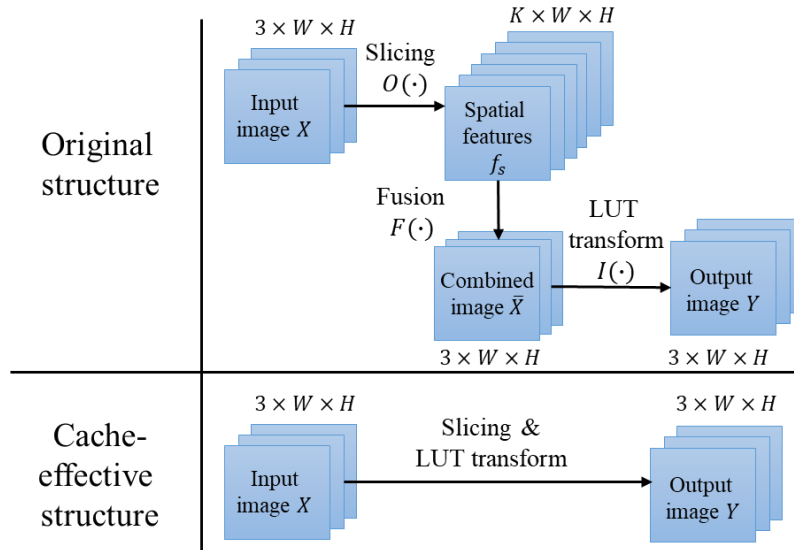 Original
structure
3 × W × H
Input
image X
Slicing
O(·)
K × W × H
Spatial
features
f_s
Fusion
F(·)
Combined
image X̄
3 × W × H
LUT
transform
I(·)
Output
image Y
3 × W × H
Cache-
effective
structure
3 × W × H
Input
image X
Slicing &
LUT transform
3 × W × H
Output
image Y